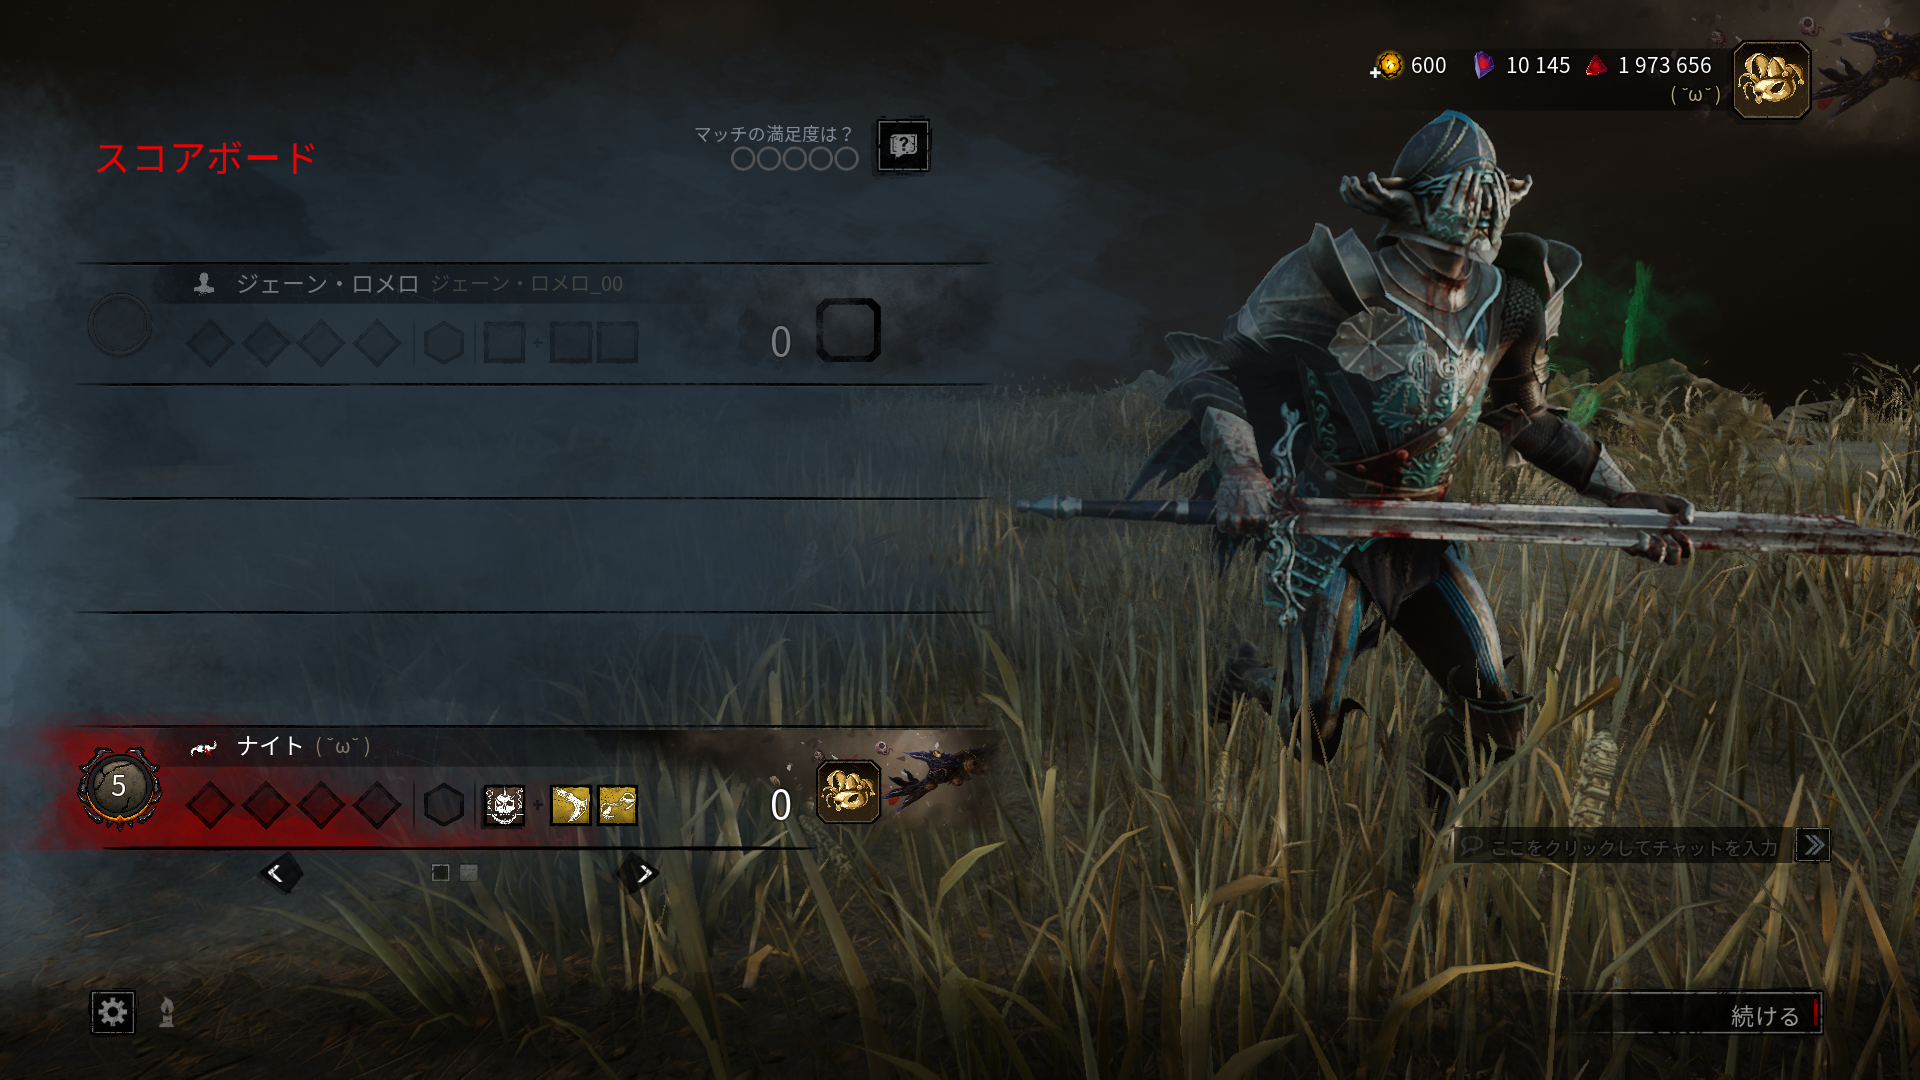 600 10 145 1 973 656
(˘ω˘)
マッチの満足度は？
スコアボード
ジェーン・ロメロ ジェーン・ロメロ_00
0
ナイト (˘ω˘)
5
0
ここをクリックしてチャットを入力
続ける